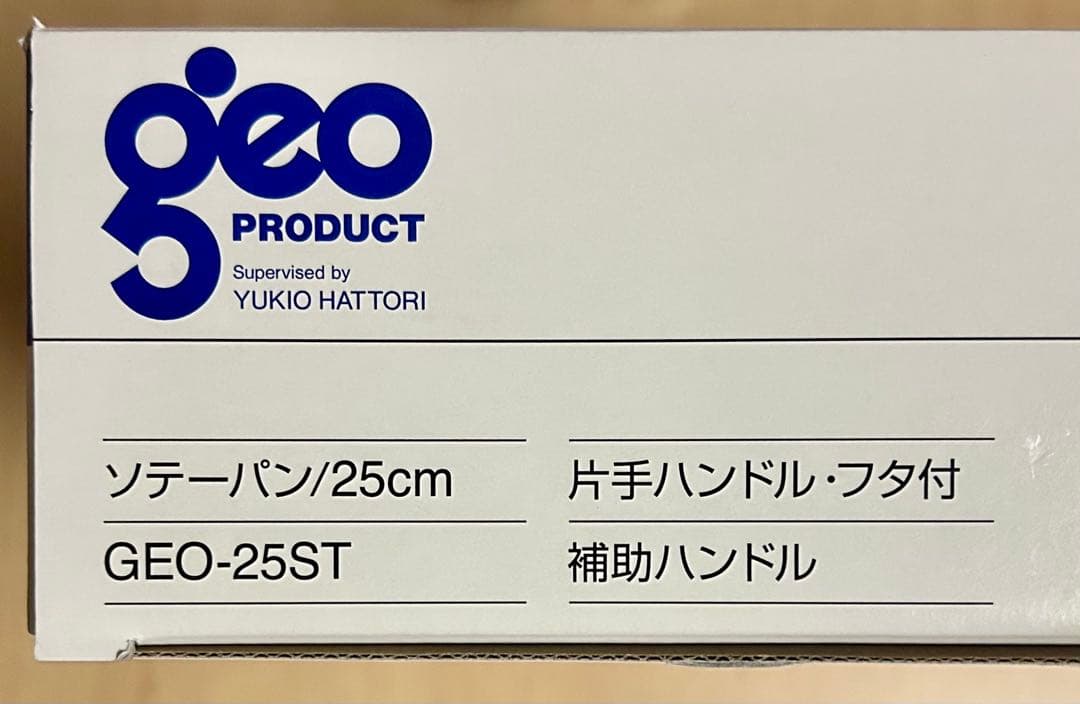 geo
PRODUCT
Supervised by
YUKIO HATTORI
ソテーパン/25cm
片手ハンドル・フタ付
GEO-25ST
補助ハンドル